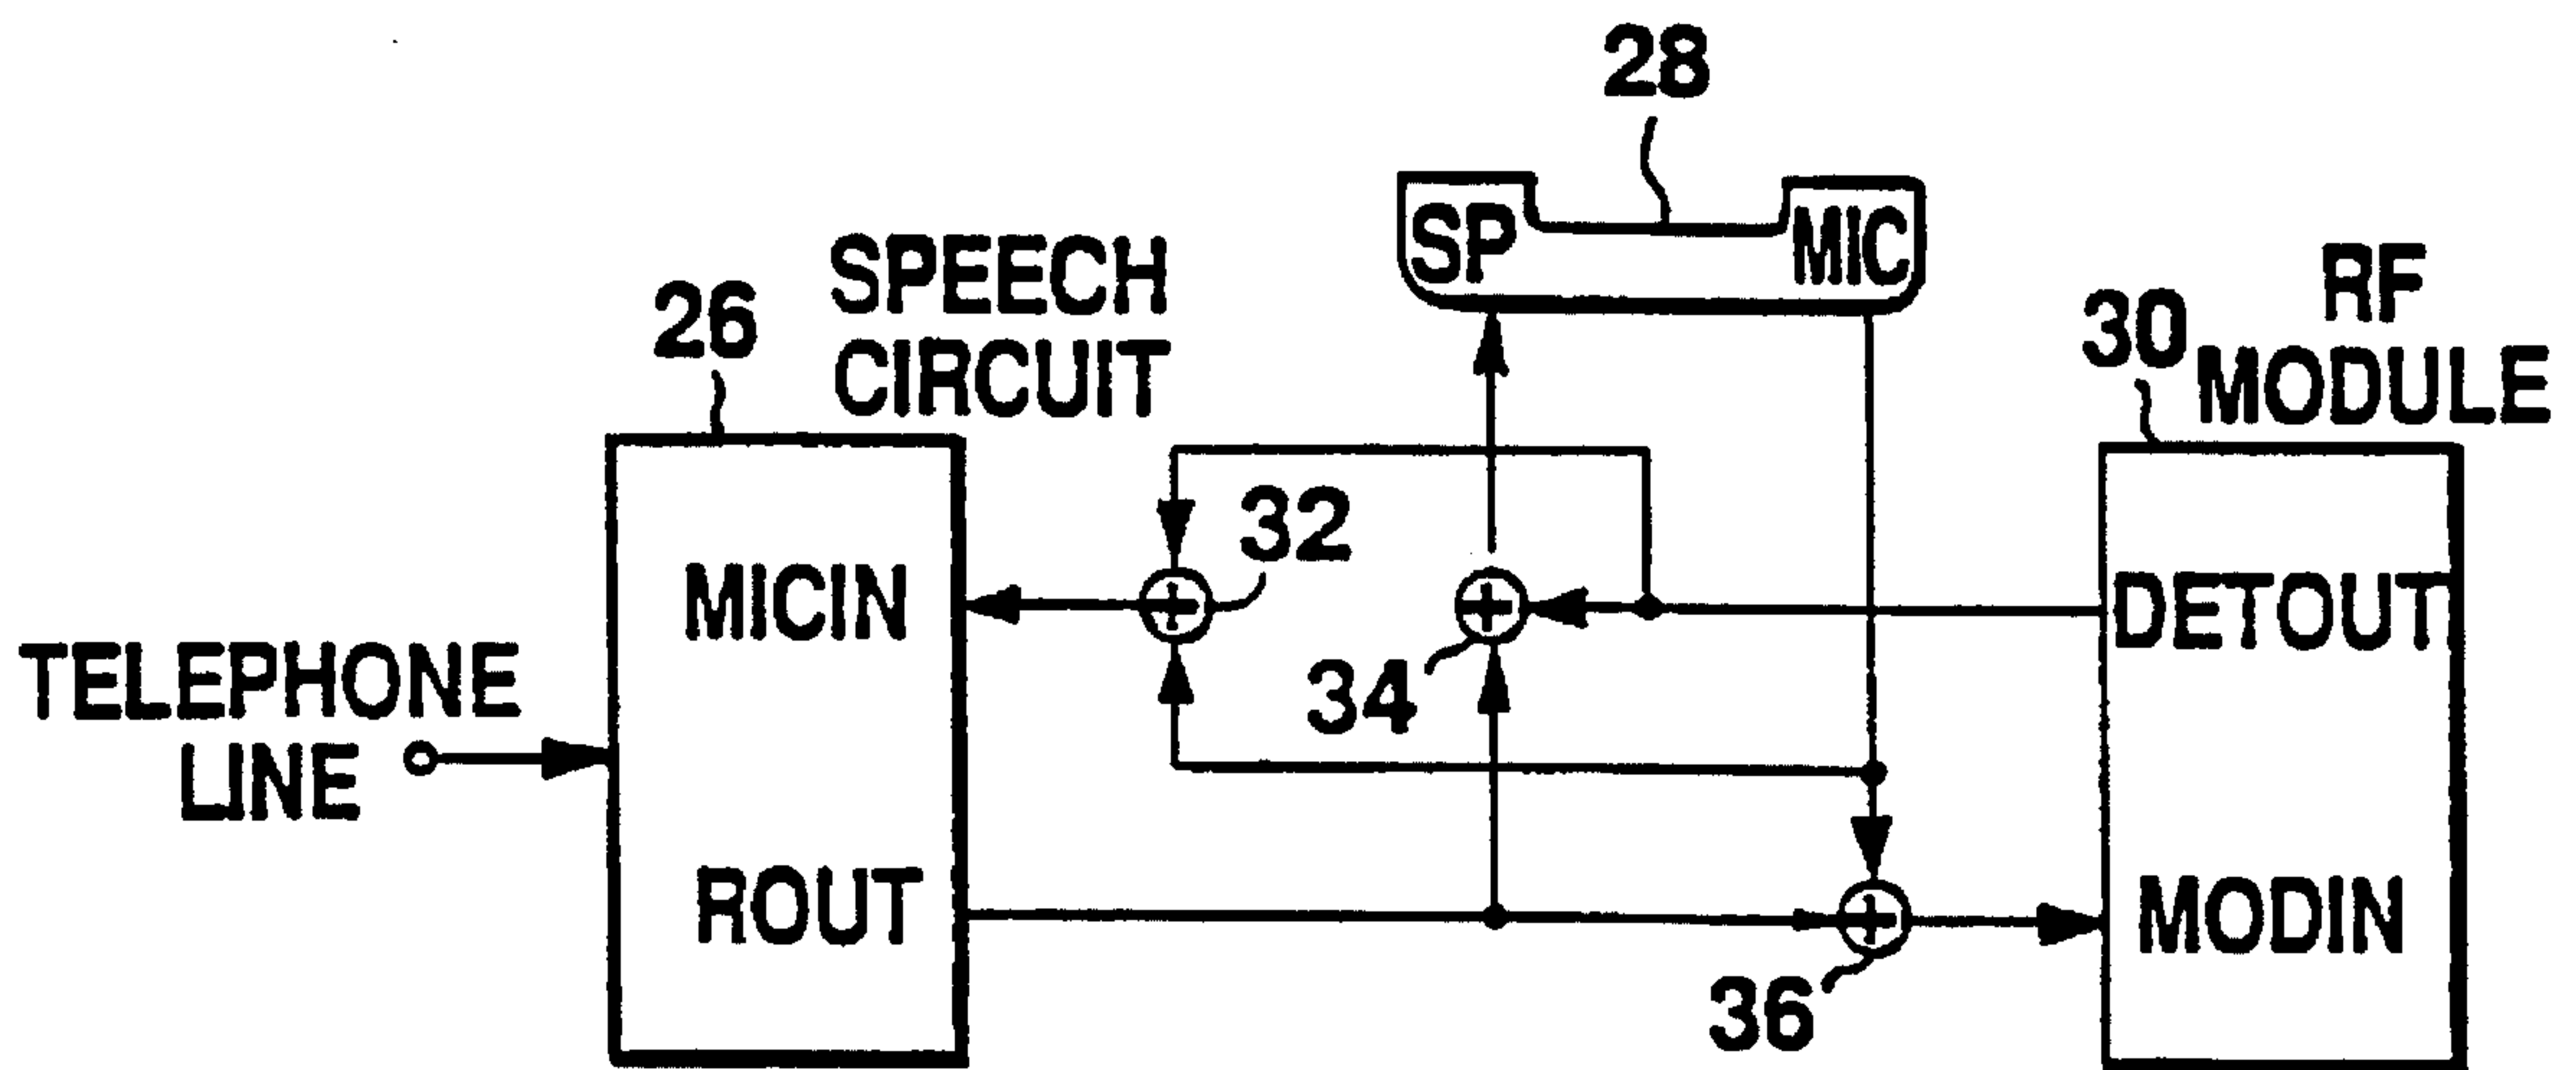 28
SP
MIC
SPEECH
CIRCUIT
26
RF
MODULE
30
32
MICIN
DETOUT
34
TELEPHONE
LINE
ROUT
MODIN
36